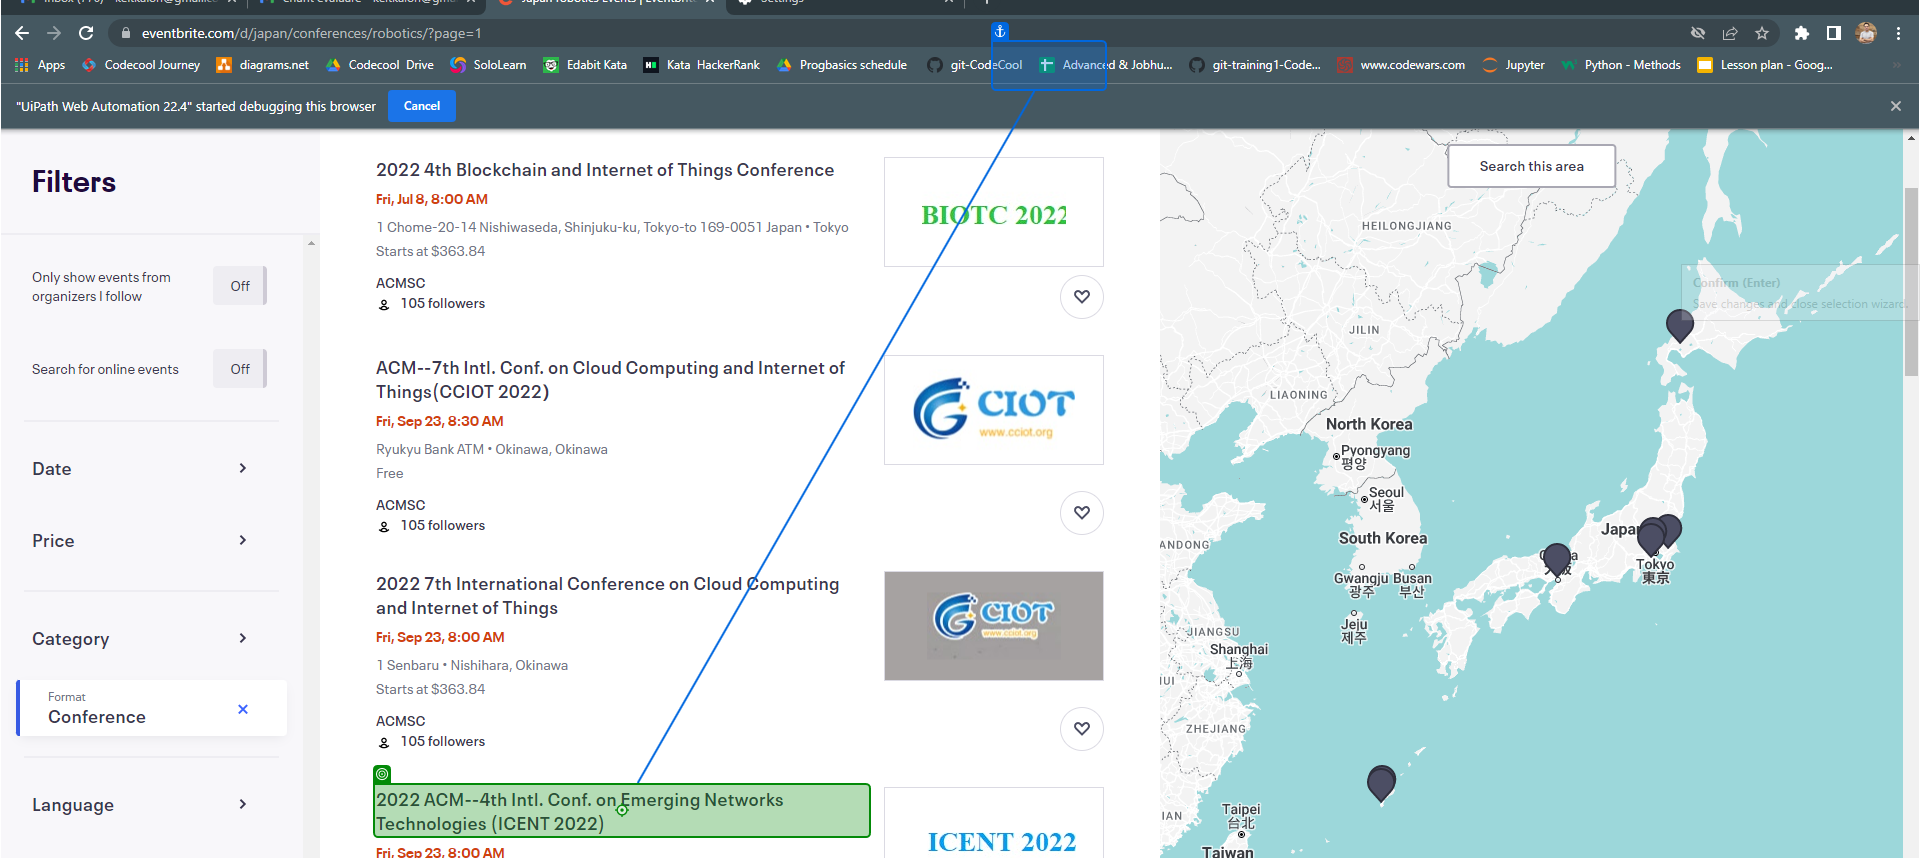 eventbrite.com/d/japan/conferences/robotics/?page=1
Apps
Codecool Journey
diagrams.net
Codecool Drive
SoloLearn
Edabit Kata
Kata HackerRank
Progbasics schedule
git-CodeCool
Advanced & Jobhu...
git-training1-Code...
www.codewars.com
Jupyter
Python - Methods
Lesson plan - Goog...
"UiPath Web Automation 22.4" started debugging this browser
Cancel
Filters
Only show events from
organizers I follow
Off
Search for online events
Off
Date
Price
Category
Format
Conference
Language
2022 4th Blockchain and Internet of Things Conference
Fri, Jul 8, 8:00 AM
1 Chome-20-14 Nishiwaseda, Shinjuku-ku, Tokyo-to 169-0051 Japan • Tokyo
Starts at $363.84
ACMSC
105 followers
BIOTC 2022
ACM--7th Intl. Conf. on Cloud Computing and Internet of
Things(CCIOT 2022)
Fri, Sep 23, 8:30 AM
Ryukyu Bank ATM • Okinawa, Okinawa
Free
ACMSC
105 followers
CIOT
www.cciot.org
2022 7th International Conference on Cloud Computing
and Internet of Things
Fri, Sep 23, 8:00 AM
1 Senbaru • Nishihara, Okinawa
Starts at $363.84
ACMSC
105 followers
CIOT
www.cciot.org
2022 ACM--4th Intl. Conf. on Emerging Networks
Technologies (ICENT 2022)
Fri, Sep 23, 8:00 AM
ICENT 2022
Search this area
Confirm (Enter)
Save changes and close selection wizard.
HEILONGJIANG
JILIN
LIAONING
North Korea
Pyongyang
평양
Seoul
서울
South Korea
Gwangju
광주
Busan
부산
Jeju
제주
ANDONG
JIANGSU
Shanghai
上海
UI
ZHEJIANG
IAN
Taipei
台北
Taiwan
Japan
Tokyo
東京